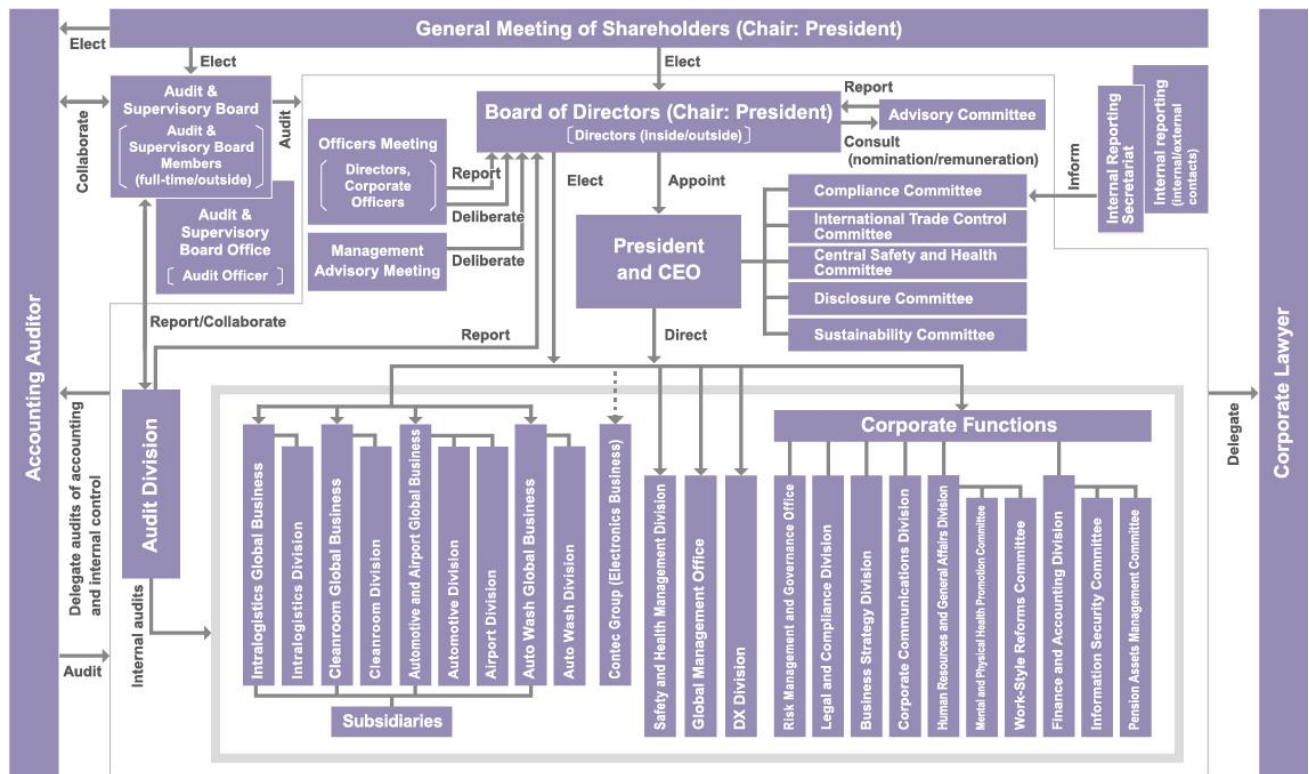 General Meeting of Shareholders (Chair: President)
Elect
Elect
Elect
Appoint
Accounting Auditor
Corporate Lawyer
Collaborate
Audit &
Supervisory Board
Audit &
Supervisory Board
Members
(full-time/outside)
Audit
Audit &
Supervisory
Board Office
Audit Officer
Officers Meeting
Directors,
Corporate
Officers
Report
Deliberate
Management
Advisory Meeting
Deliberate
Board of Directors (Chair: President)
Directors (inside/outside)
Report
Advisory Committee
Consult
(nomination/remuneration)
Internal Reporting
Secretariat
Internal reporting
(internal/external
contacts)
Inform
Elect
Appoint
President
and CEO
Compliance Committee
International Trade Control
Committee
Central Safety and Health
Committee
Disclosure Committee
Sustainability Committee
Report/Collaborate
Report
Direct
Delegate audits of accounting
and internal control
Audit Division
Internal audits
Audit
Delegate
Intralogistics Global Business
Intralogistics Division
Cleanroom Global Business
Cleanroom Division
Automotive and Airport Global Business
Automotive Division
Airport Division
Auto Wash Global Business
Auto Wash Division
Contec Group (Electronics Business)
Subsidiaries
Safety and Health Management Division
Global Management Office
DX Division
Corporate Functions
Risk Management and Governance Office
Legal and Compliance Division
Business Strategy Division
Corporate Communications Division
Human Resources and General Affairs Division
Mental and Physical Health Promotion Committee
Work-Style Reforms Committee
Finance and Accounting Division
Information Security Committee
Pension Assets Management Committee